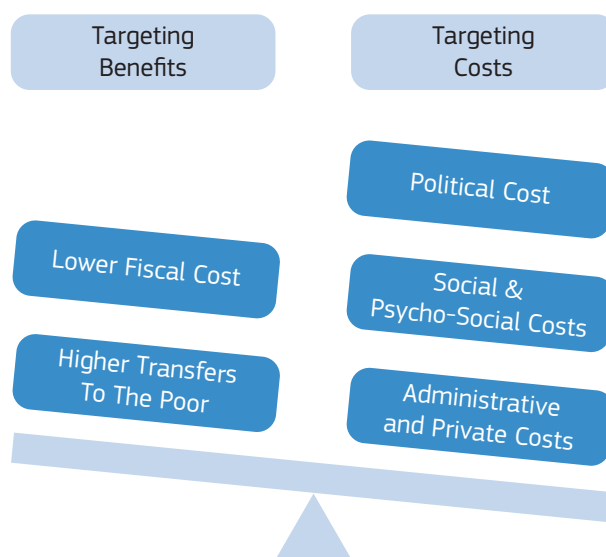 Targeting
Benefits
Targeting
Costs
Political Cost
Lower Fiscal Cost
Social &
Psycho-Social Costs
Higher Transfers
To The Poor
Administrative
and Private Costs